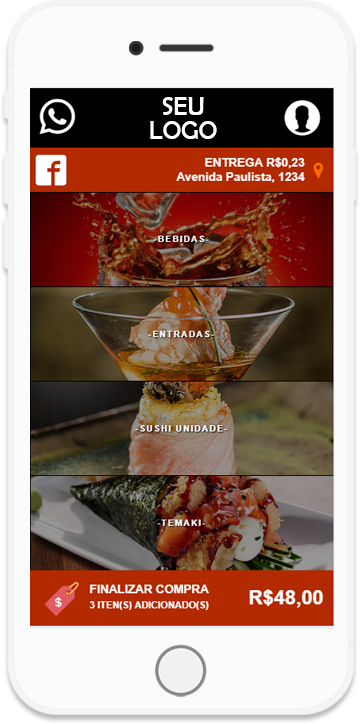 SEU
LOGO
ENTREGA R$0,23
Avenida Paulista, 1234
-BEBIDAS-
-ENTRADAS-
-SUSHI UNIDADE-
-TEMAKI-
FINALIZAR COMPRA
3 ITEN(S) ADICIONADO(S)
R$48,00